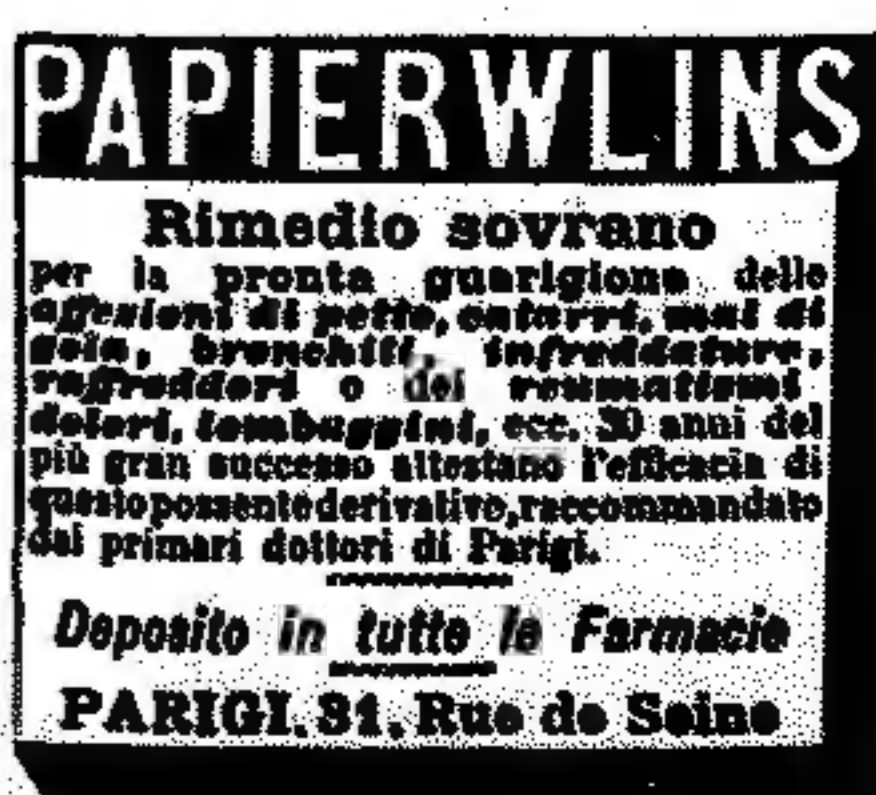 PAPIERWLINS
Rimedio sovrano
per la pronta guarigione delle
affezioni di petto, catarri, mali di
gola, bronchiti, infreddature,
raffreddori e dei reumatismi
dolori, lombaggini, ecc. 30 anni del
più gran successo attestano l'efficacia di
questo possente derivativo, raccommandato
dai primari dottori di Parigi.
Deposito in tutte le Farmacie
PARIGI, 31, Rue de Seine